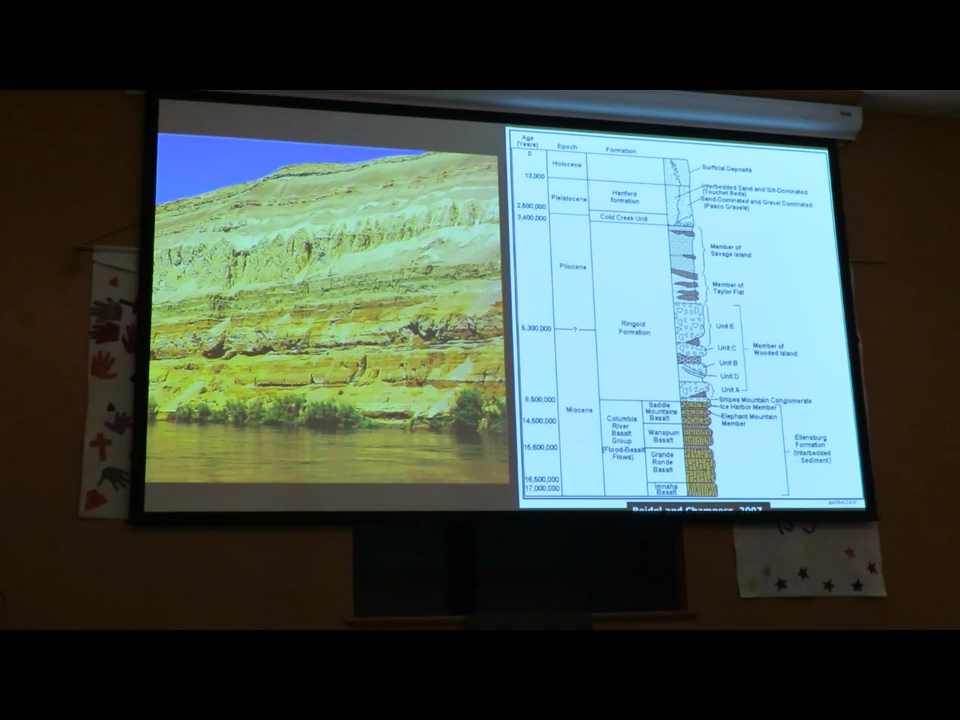 Age
(Years)
Epoch
Formation
0
Holocene
Surficial Deposits
13,000
Pleistocene
Hanford
formation
Interbedded Sand and Silt-Dominated
(Touchet Beds)
Sand-Dominated and Gravel Dominated
(Pasco Gravels)
2,500,000
3,400,000
Cold Creek Unit
Member of
Savage Island
Pliocene
Member of
Taylor Flat
Ringold
Formation
5,300,000
?
Unit E
Unit C
Member of
Wooded Island
Unit B
Unit D
Unit A
8,500,000
Snipes Mountain Conglomerate
Ice Harbor Member
Elephant Mountain
Member
Miocene
Columbia
River
Basalt
Group
(Flood-Basalt
Flows)
Saddle
Mountains
Basalt
14,500,000
Wanapum
Basalt
15,600,000
Grande
Ronde
Basalt
Ellensburg
Formation
(Interbedded
Sediment)
16,500,000
17,000,000
Imnaha
Basalt
Reidel and Champness, 2007